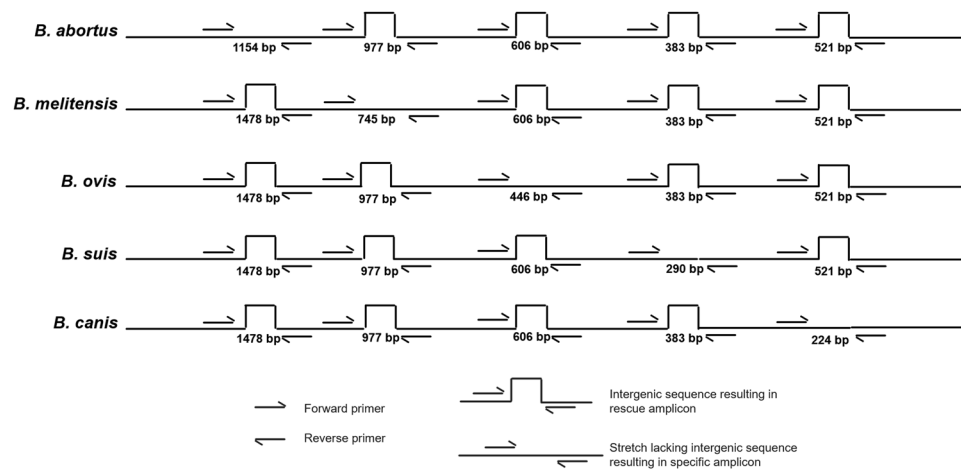 B. abortus
1154 bp 977 bp 606 bp 383 bp 521 bp
B. melitensis
1478 bp 745 bp 606 bp 383 bp 521 bp
B. ovis
1478 bp 977 bp 446 bp 383 bp 521 bp
B. suis
1478 bp 977 bp 606 bp 290 bp 521 bp
B. canis
1478 bp 977 bp 606 bp 383 bp 224 bp
Forward primer
Reverse primer
Intergenic sequence resulting in
rescue amplicon
Stretch lacking intergenic sequence
resulting in specific amplicon